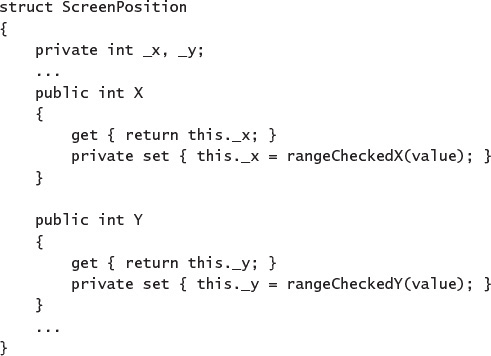 struct ScreenPosition
{
    private int _x, _y;
    ...
    public int X
    {
        get { return this._x; }
        private set { this._x = rangeCheckedX(value); }
    }

    public int Y
    {
        get { return this._y; }
        private set { this._y = rangeCheckedY(value); }
    }
    ...
}